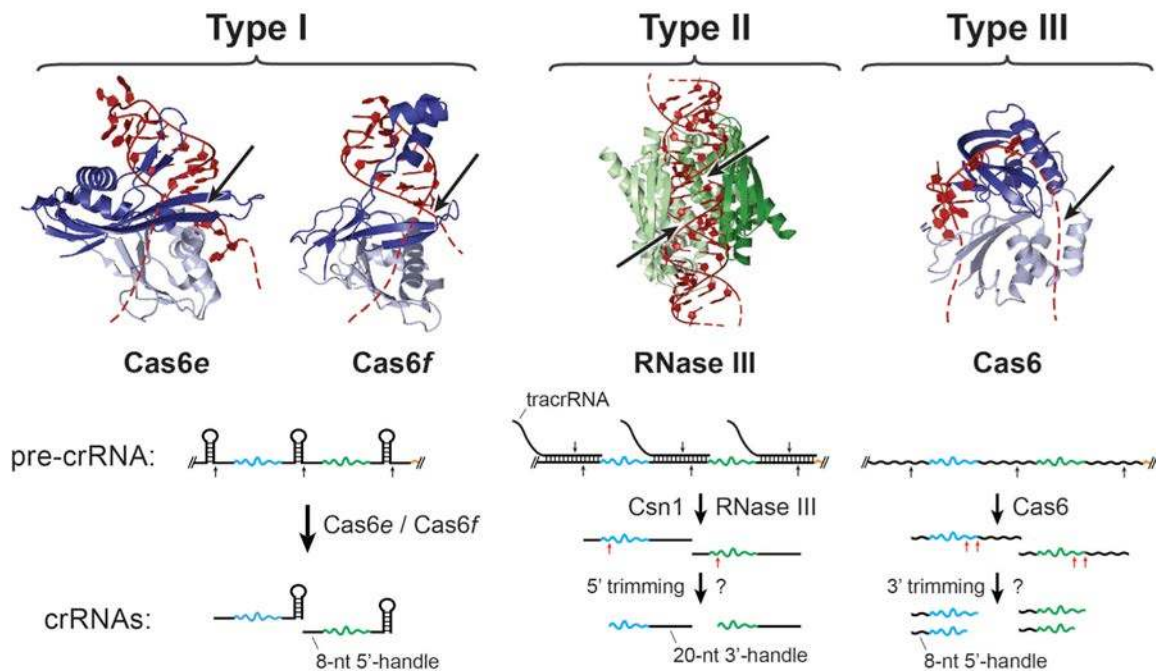 Type I
Type II
Type III
Cas6e
Cas6f
RNase III
Cas6
tracrRNA
pre-crRNA:
Cas6e / Cas6f
Csn1
RNase III
Cas6
5' trimming
?
3' trimming
?
crRNAs:
8-nt 5'-handle
20-nt 3'-handle
8-nt 5'-handle